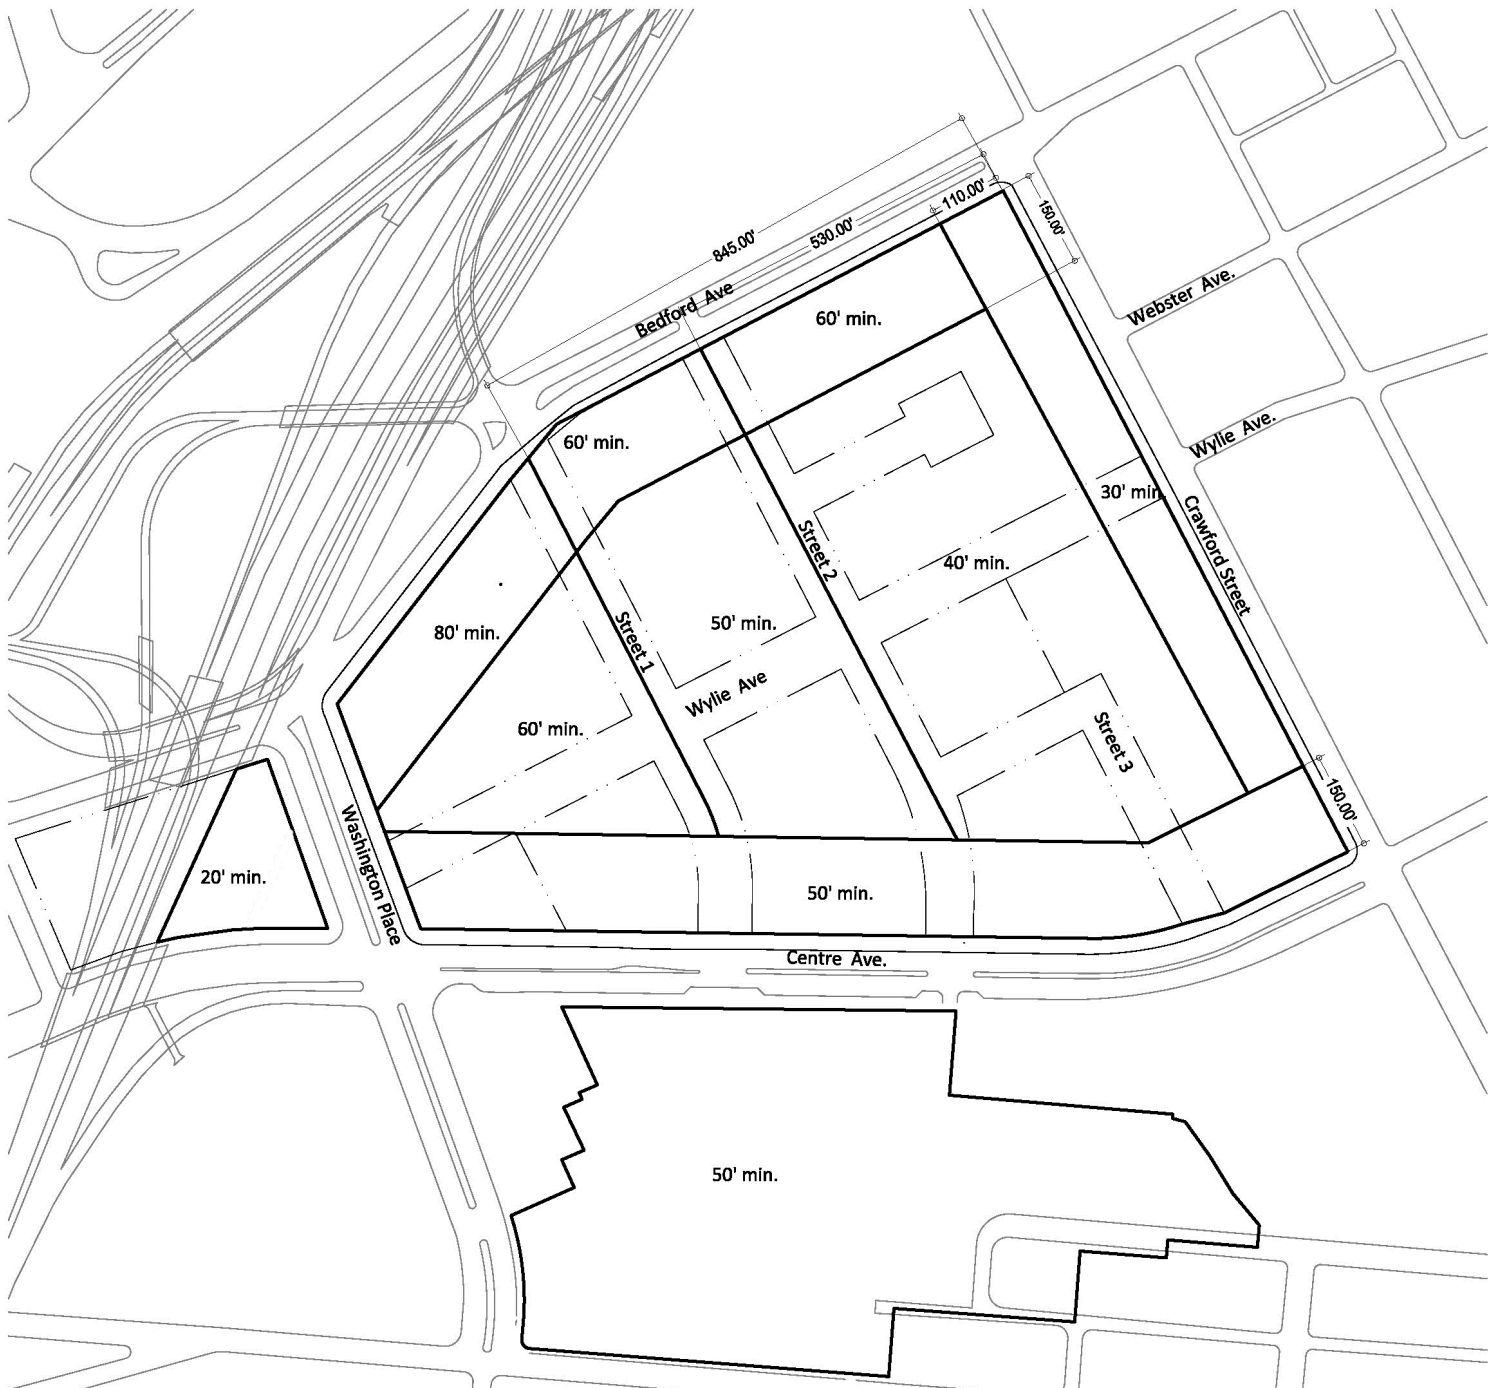 845.00'
530.00'
110.00'
150.00'
Bedford Ave
60' min.
Webster Ave.
60' min.
Wylie Ave.
30' min.
Crawford Street
Street 2
40' min.
80' min.
Street 1
50' min.
Wylie Ave
60' min.
Street 3
150.00'
Washington Place
20' min.
50' min.
Centre Ave.
50' min.